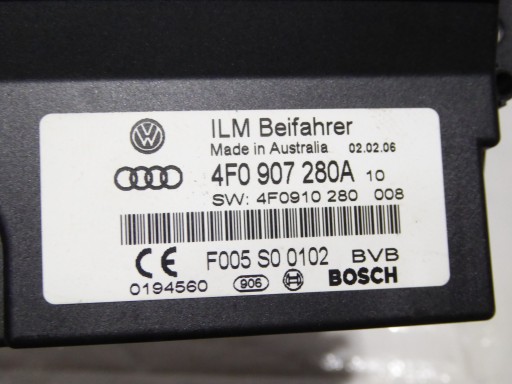 ILM Beifahrer
Made in Australia 02.02.06
4F0 907 280A 10
SW: 4F0910 280 008
F005 S0 0102 BVB
0194560 906 BOSCH